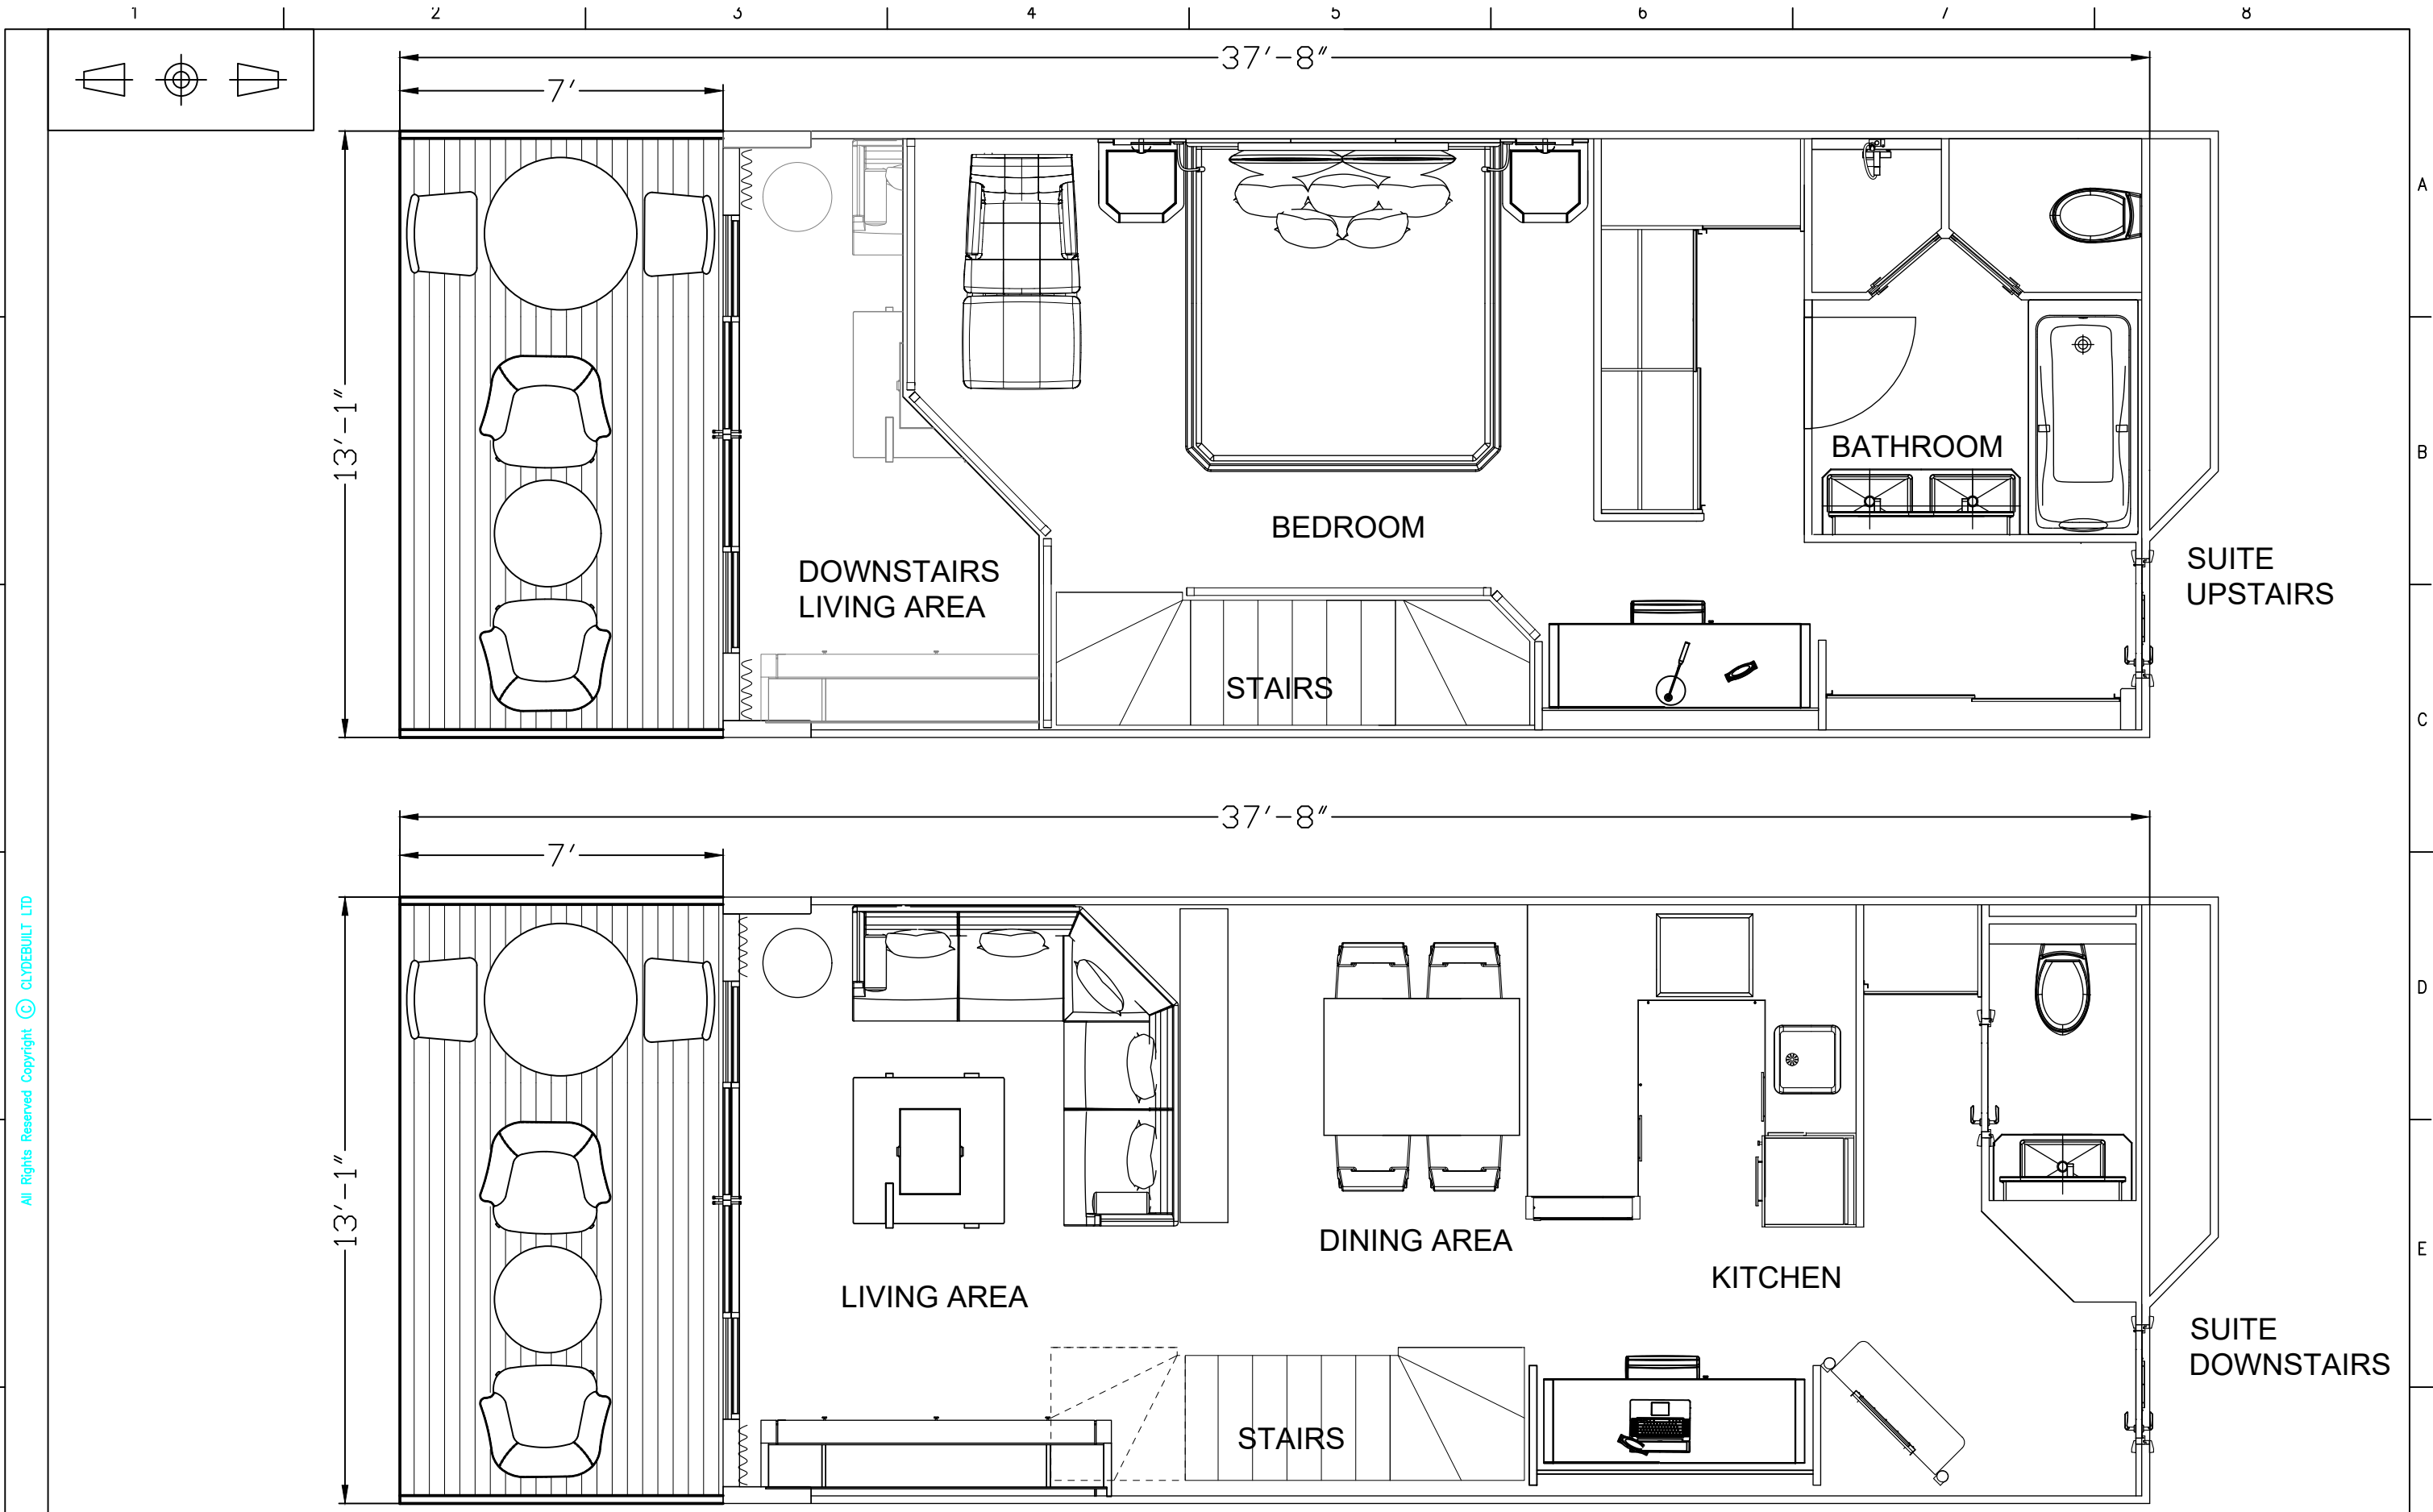 1 2 3 4 5 6 7 8
37'-8"
7'
A
13'-1"
B
BATHROOM
BEDROOM
DOWNSTAIRS
LIVING AREA
SUITE
UPSTAIRS
STAIRS
C
37'-8"
7'
All Rights Reserved Copyright © CLYDEBUILT LTD
D
13'-1"
DINING AREA
E
KITCHEN
LIVING AREA
SUITE
DOWNSTAIRS
STAIRS